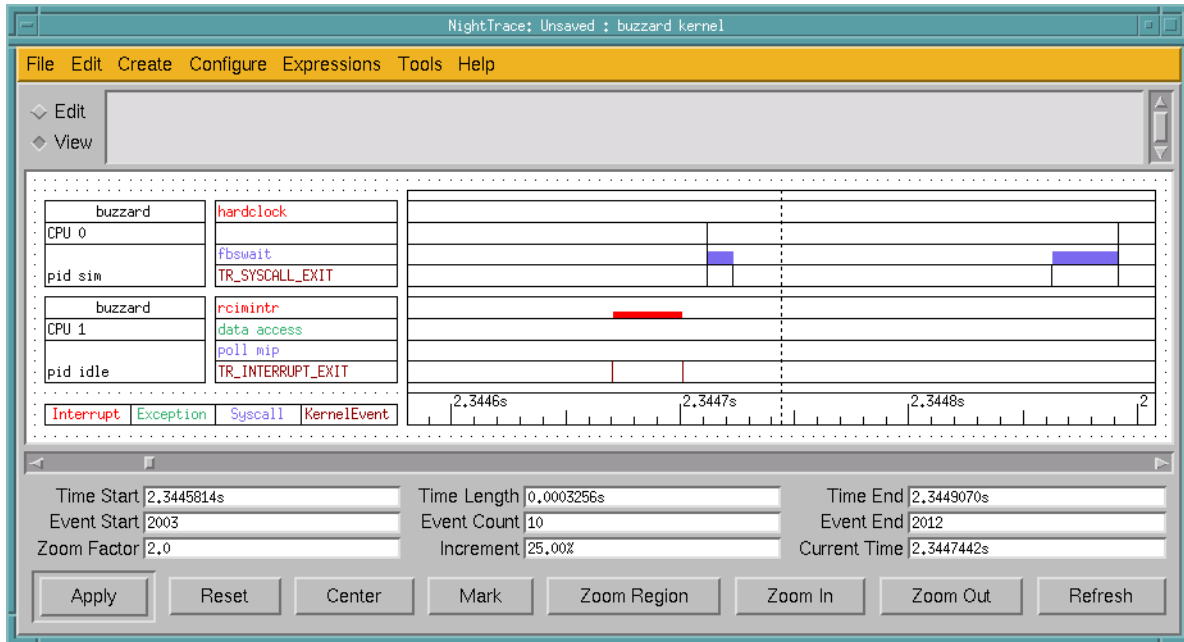 NightTrace: Unsaved : buzzard kernel
File Edit Create Configure Expressions Tools Help
Edit
View
buzzard hardclock
CPU 0
fbswait
pid sim TR_SYSCALL_EXIT
buzzard rcimintr
CPU 1 data access
poll mip
pid idle TR_INTERRUPT_EXIT
2.3446s 2.3447s 2.3448s 2
Interrupt Exception Syscall KernelEvent
Time Start 2.3445814s Time Length 0.0003256s Time End 2.3449070s
Event Start 2003 Event Count 10 Event End 2012
Zoom Factor 2.0 Increment 25.00% Current Time 2.3447442s
Apply Reset Center Mark Zoom Region Zoom In Zoom Out Refresh